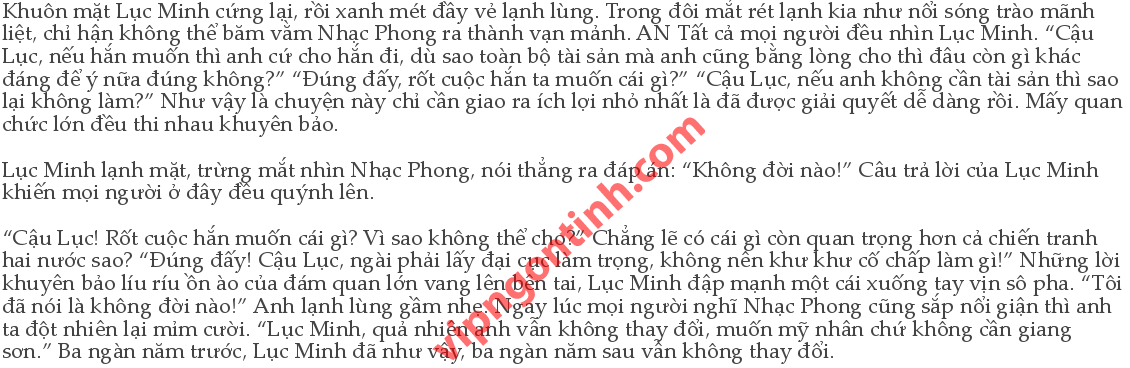 Khuôn mặt Lục Minh cứng lại, rồi xanh mét đầy vẻ lạnh lùng. Trong đôi mắt rét lạnh kia như nổi sóng trào mãnh
liệt, chỉ hận không thể băm vằm Nhạc Phong ra thành vạn mảnh. AN Tất cả mọi người đều nhìn Lục Minh. “Cậu
Lục, nếu hắn muốn thì anh cứ cho hắn đi, dù sao toàn bộ tài sản mà anh cũng bằng lòng cho thì đâu còn gì khác
đáng để ý nữa đúng không?” “Đúng đấy, rốt cuộc hắn ta muốn cái gì?” “Cậu Lục, nếu anh không cần tài sản thì sao
lại không làm?” Như vậy là chuyện này chỉ cần giao ra ích lợi nhỏ nhất là đã được giải quyết dễ dàng rồi. Mấy quan
chức lớn đều thi nhau khuyên bảo.
Lục Minh lạnh mặt, trừng mắt nhìn Nhạc Phong, nói thẳng ra đáp án: “Không đời nào!” Câu trả lời của Lục Minh
khiến mọi người ở đây đều quýnh lên.
“Cậu Lục! Rốt cuộc hắn muốn cái gì? Vì sao không thể cho?” Chẳng lẽ có cái gì còn quan trọng hơn cả chiến tranh
hai nước sao? “Đúng đấy! Cậu Lục, ngài phải lấy đại cục làm trọng, không nên khư khư cố chấp làm gì!” Những lời
khuyên bảo líu ríu ồn ào của đám quan lớn vang lên bên tai, Lục Minh đập mạnh một cái xuống tay vịn sô pha. “Tôi
đã nói là không đời nào!” Anh lạnh lùng gầm nhẹ. Ngay lúc mọi người nghĩ Nhạc Phong cũng sắp nổi giận thì anh
ta đột nhiên lại mỉm cười. “Lục Minh, quả nhiên anh vẫn không thay đổi, muốn mỹ nhân chứ không cần giang
sơn.” Ba ngàn năm trước, Lục Minh đã như vậy, ba ngàn năm sau vẫn không thay đổi.
vipngontinh.com